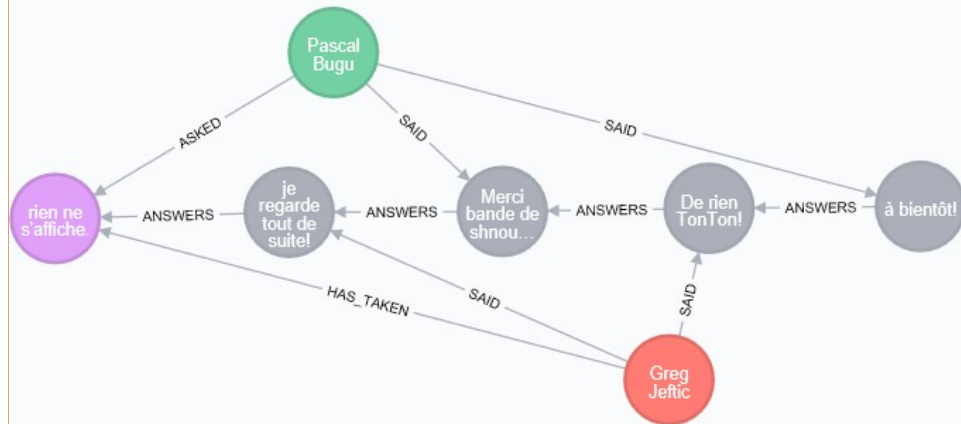 Pascal
Bugu
ASKED
SAID
SAID
rien ne
s'affiche.
ANSWERS
je
regarde
tout de
suite!
ANSWERS
Merci
bande de
shnou...
ANSWERS
De rien
TonTon!
ANSWERS
à bientôt!
HAS_TAKEN
SAID
SAID
Greg
Jeftic